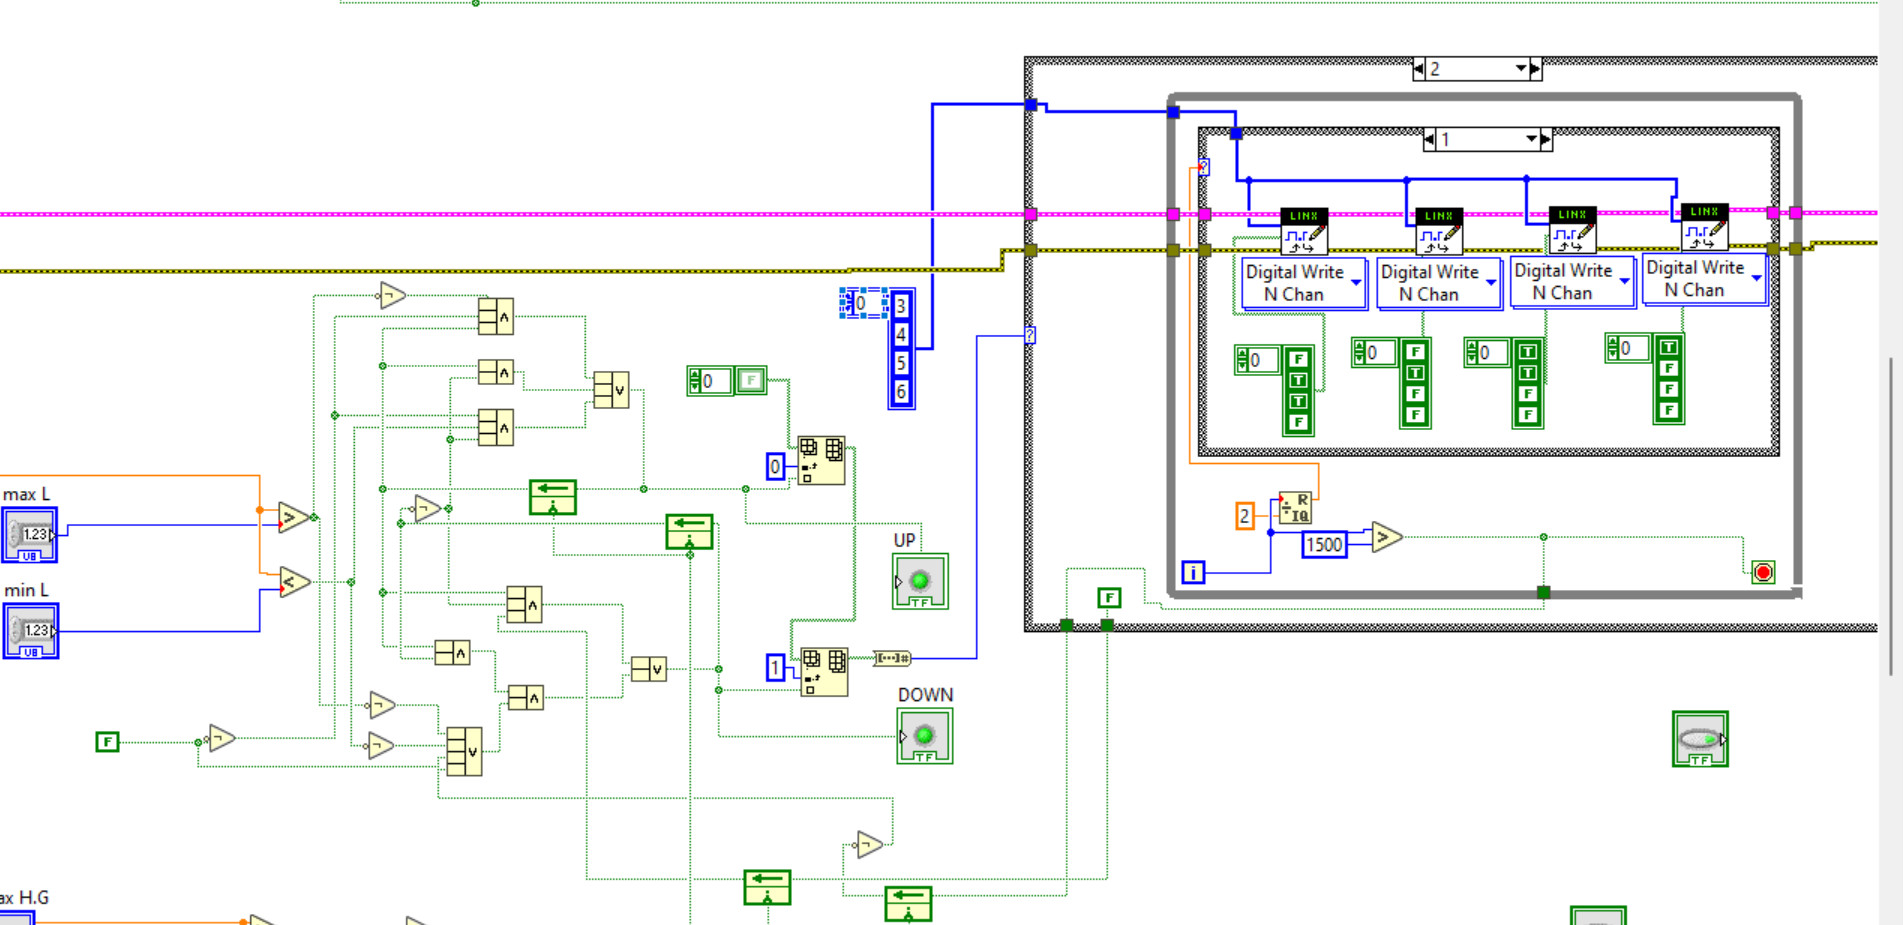 2
1
LINX
LINX
LINX
LINX
?
Digital Write
N Chan
Digital Write
N Chan
Digital Write
N Chan
Digital Write
N Chan
0
3
4
5
6
?
0
F
T
T
F
0
F
T
F
F
0
T
T
F
F
0
T
F
F
F
0
F
0
max L
1.23
U8
min L
1.23
U8
>
<
UP
TF
2
R
IQ
1500
>
i
F
1
DOWN
TF
F
TF
ax H.G